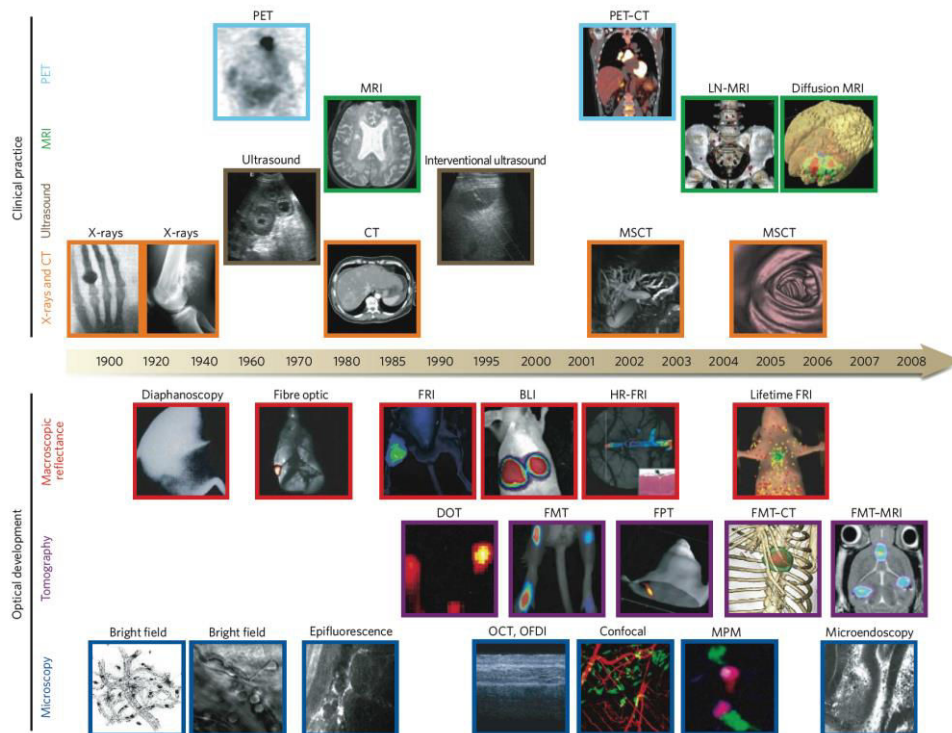 PET
PET–CT
MRI
LN-MRI
Diffusion MRI
Ultrasound
Interventional ultrasound
X-rays
X-rays
CT
MSCT
MSCT
Clinical practice
PET
MRI
Ultrasound
X-rays and CT
1900 1920 1940 1960 1970 1980 1985 1990 1995 2000 2001 2002 2003 2004 2005 2006 2007 2008
Diaphanoscopy
Fibre optic
FRI
BLI
HR-FRI
Lifetime FRI
DOT
FMT
FPT
FMT–CT
FMT–MRI
Bright field
Bright field
Epifluorescence
OCT, OFDI
Confocal
MPM
Microendoscopy
Optical development
Macroscopic
reflectance
Tomography
Microscopy